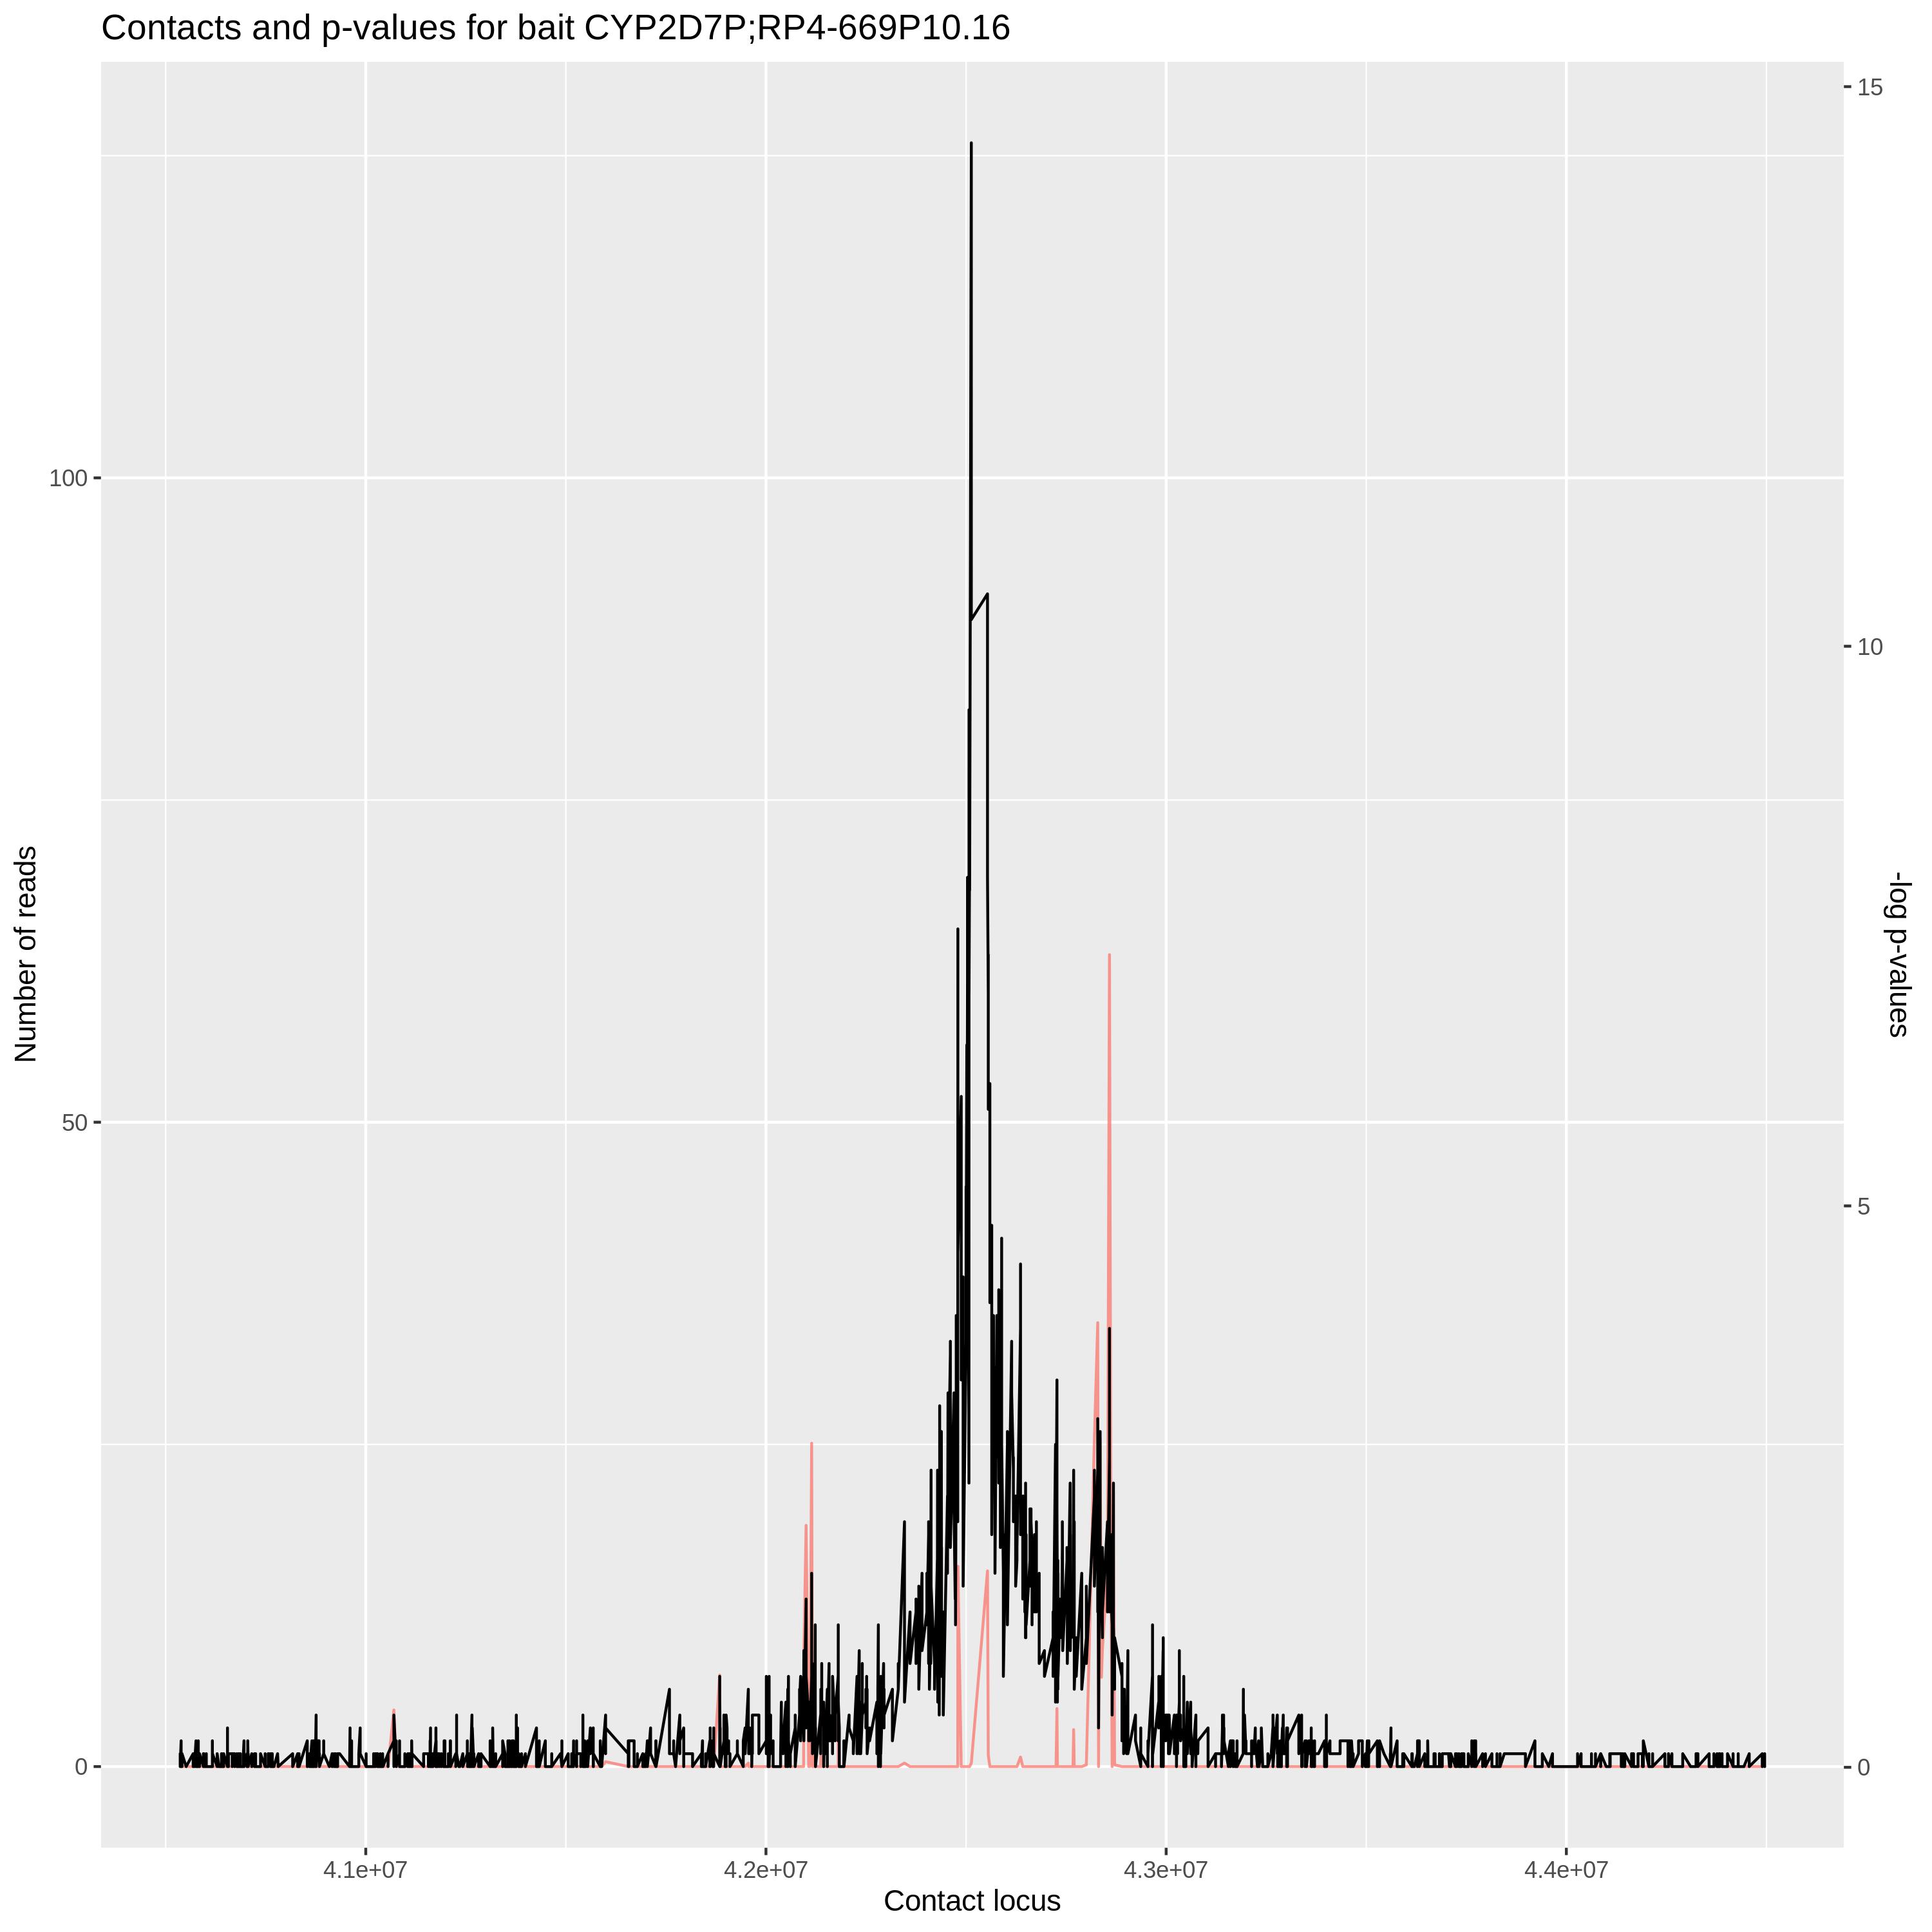 Contacts and p-values for bait CYP2D7P;RP4-669P10.16
15
100
10
Number of reads
-log p-values
50
5
0
0
4.1e+07
4.2e+07
4.3e+07
4.4e+07
Contact locus